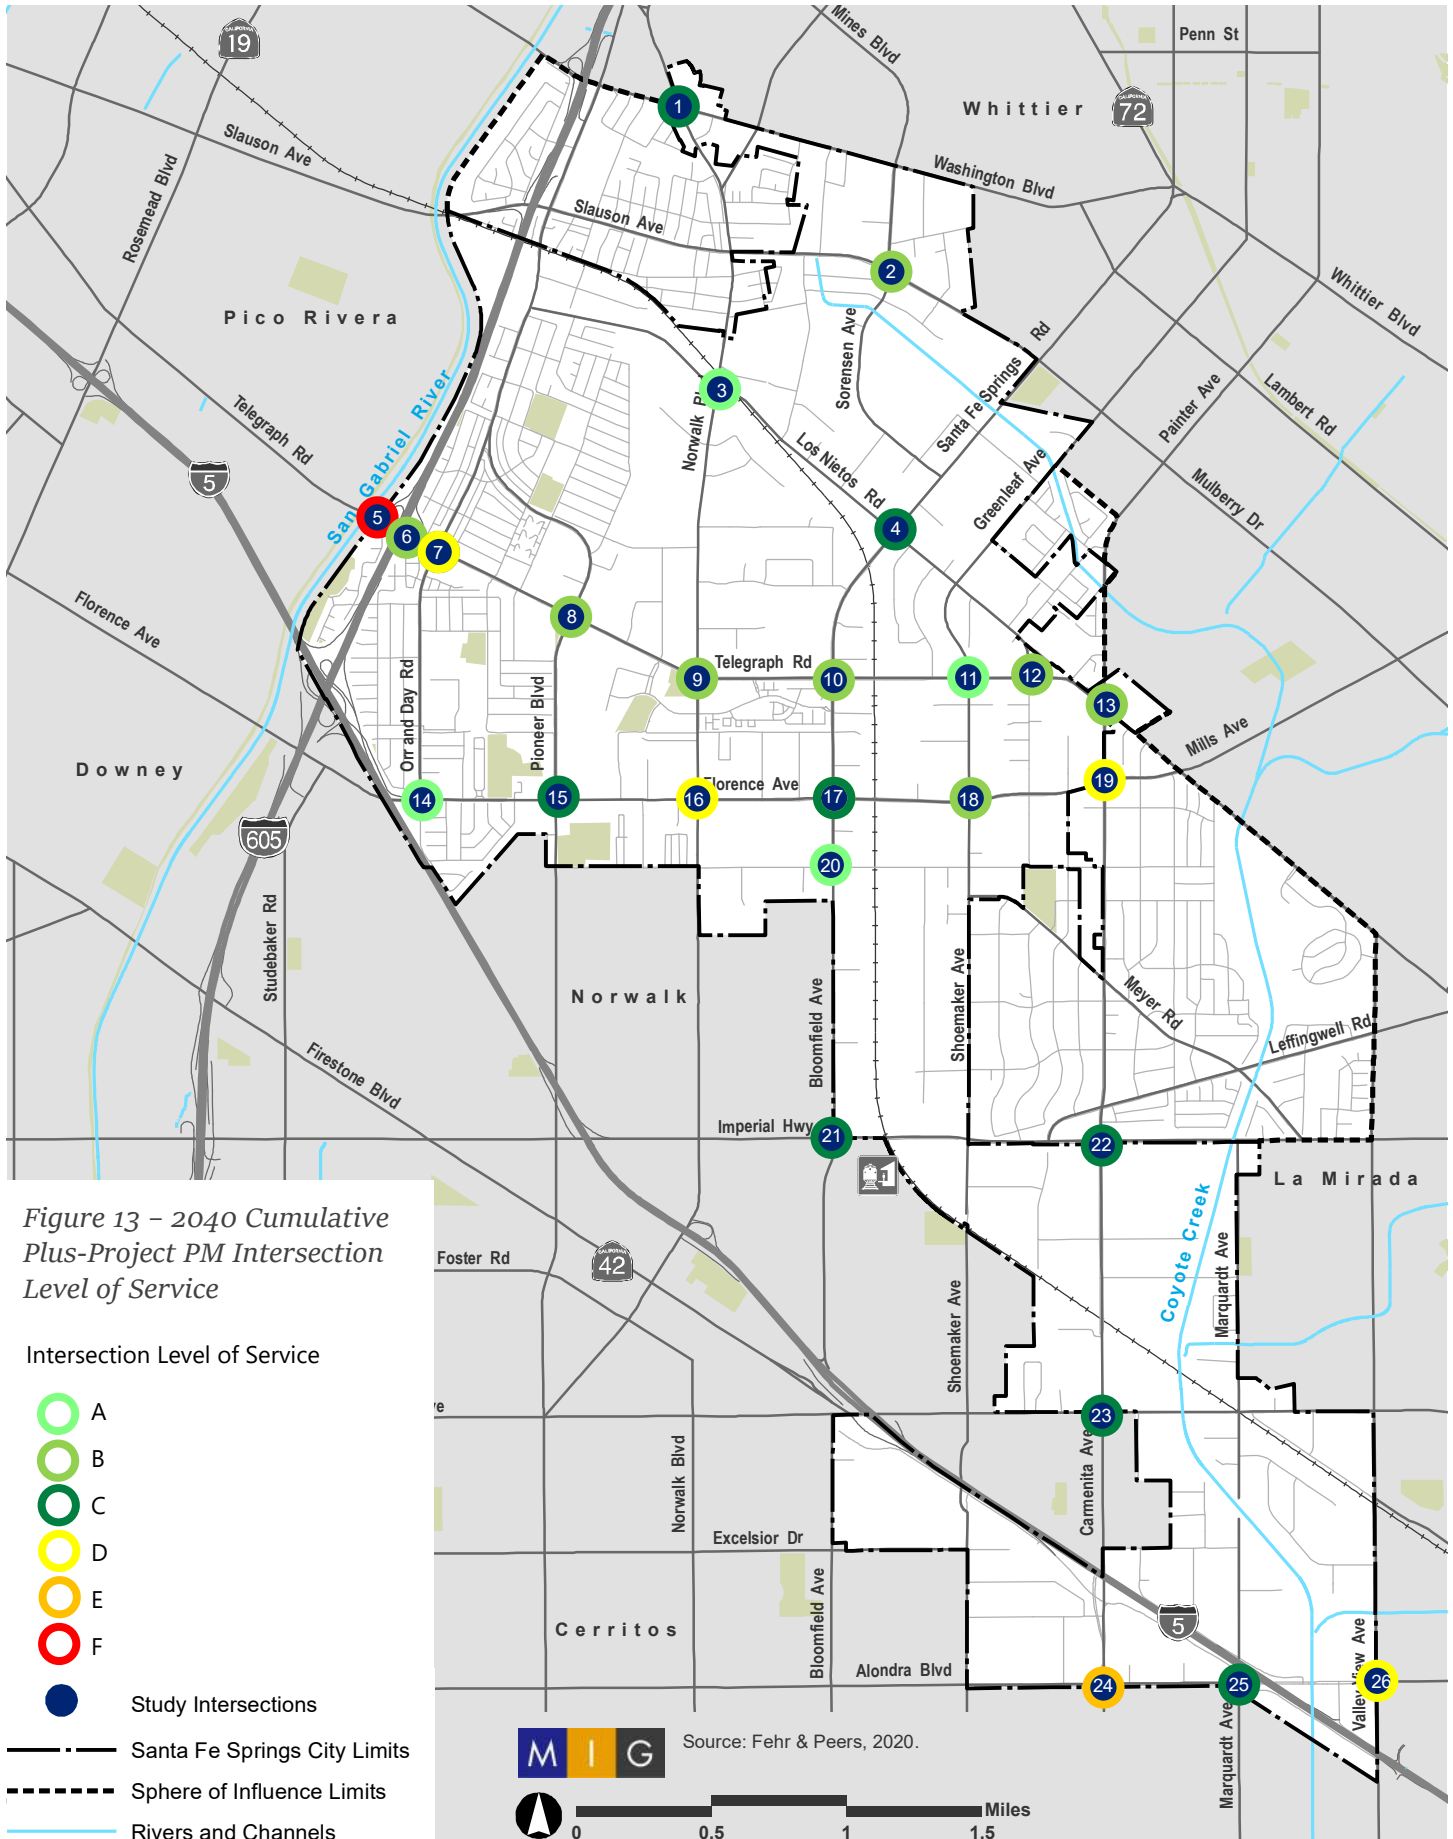 CALIFORNIA
19
Mines Blvd
Penn St
1
Whittier
CALIFORNIA
72
Slauson Ave
Rosemead Blvd
Washington Blvd
Slauson Ave
2
Pico Rivera
Whittier Blvd
Sorensen Ave
Santa Fe Springs Rd
3
Norwalk
Lambert Rd
Painter Ave
Telegraph Rd
San Gabriel River
Los Nietos Rd
Greenleaf Ave
Mulberry Dr
5
5
6
7
4
Florence Ave
8
Orr and Day Rd
Pioneer Blvd
9
Telegraph Rd
10
11
12
13
Mills Ave
Downey
14
15
16
Florence Ave
17
18
19
605
20
Studebaker Rd
Norwalk
Bloomfield Ave
Shoemaker Ave
Meyer Rd
Leffingwell Rd
Firestone Blvd
Imperial Hwy
21
22
La Mirada
Figure 13 – 2040 Cumulative
Plus-Project PM Intersection
Level of Service
Foster Rd
CALIFORNIA
42
Coyote Creek
Marquardt Ave
Shoemaker Ave
Intersection Level of Service
A
B
C
D
E
F
Study Intersections
Santa Fe Springs City Limits
Sphere of Influence Limits
Rivers and Channels
ve
23
Carmenita Ave
Norwalk Blvd
Excelsior Dr
Bloomfield Ave
Cerritos
5
Alondra Blvd
24
25
26
Valley View Ave
Marquardt Ave
MIG
Source: Fehr & Peers, 2020.
Miles
0 0.5 1 1.5